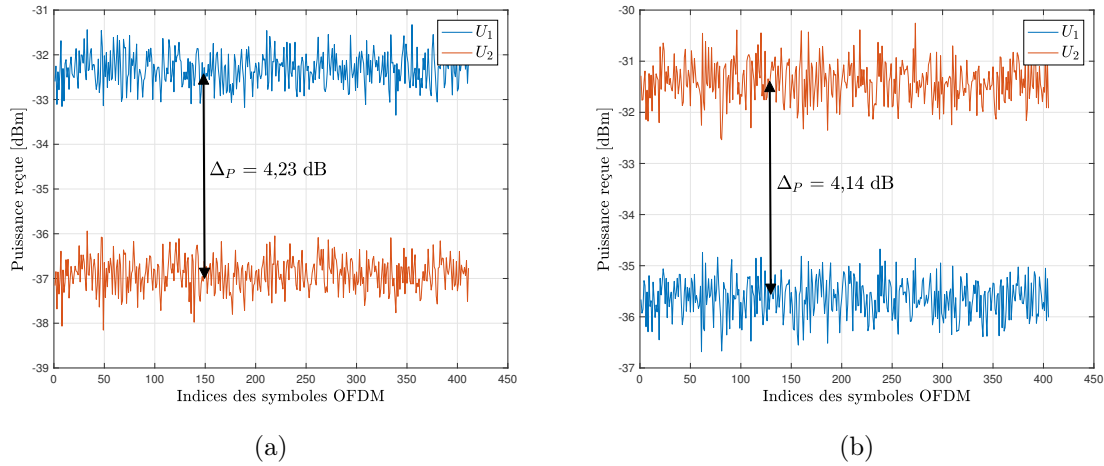 -31
-32
-33
-34
-35
-36
-37
-38
-39
0 50 100 150 200 250 300 350 400 450
Puissance reçue [dBm]
Indices des symboles OFDM
U1
U2
ΔP = 4,23 dB
(a)
-30
-31
-32
-33
-34
-35
-36
-37
0 50 100 150 200 250 300 350 400 450
Puissance reçue [dBm]
Indices des symboles OFDM
U1
U2
ΔP = 4,14 dB
(b)